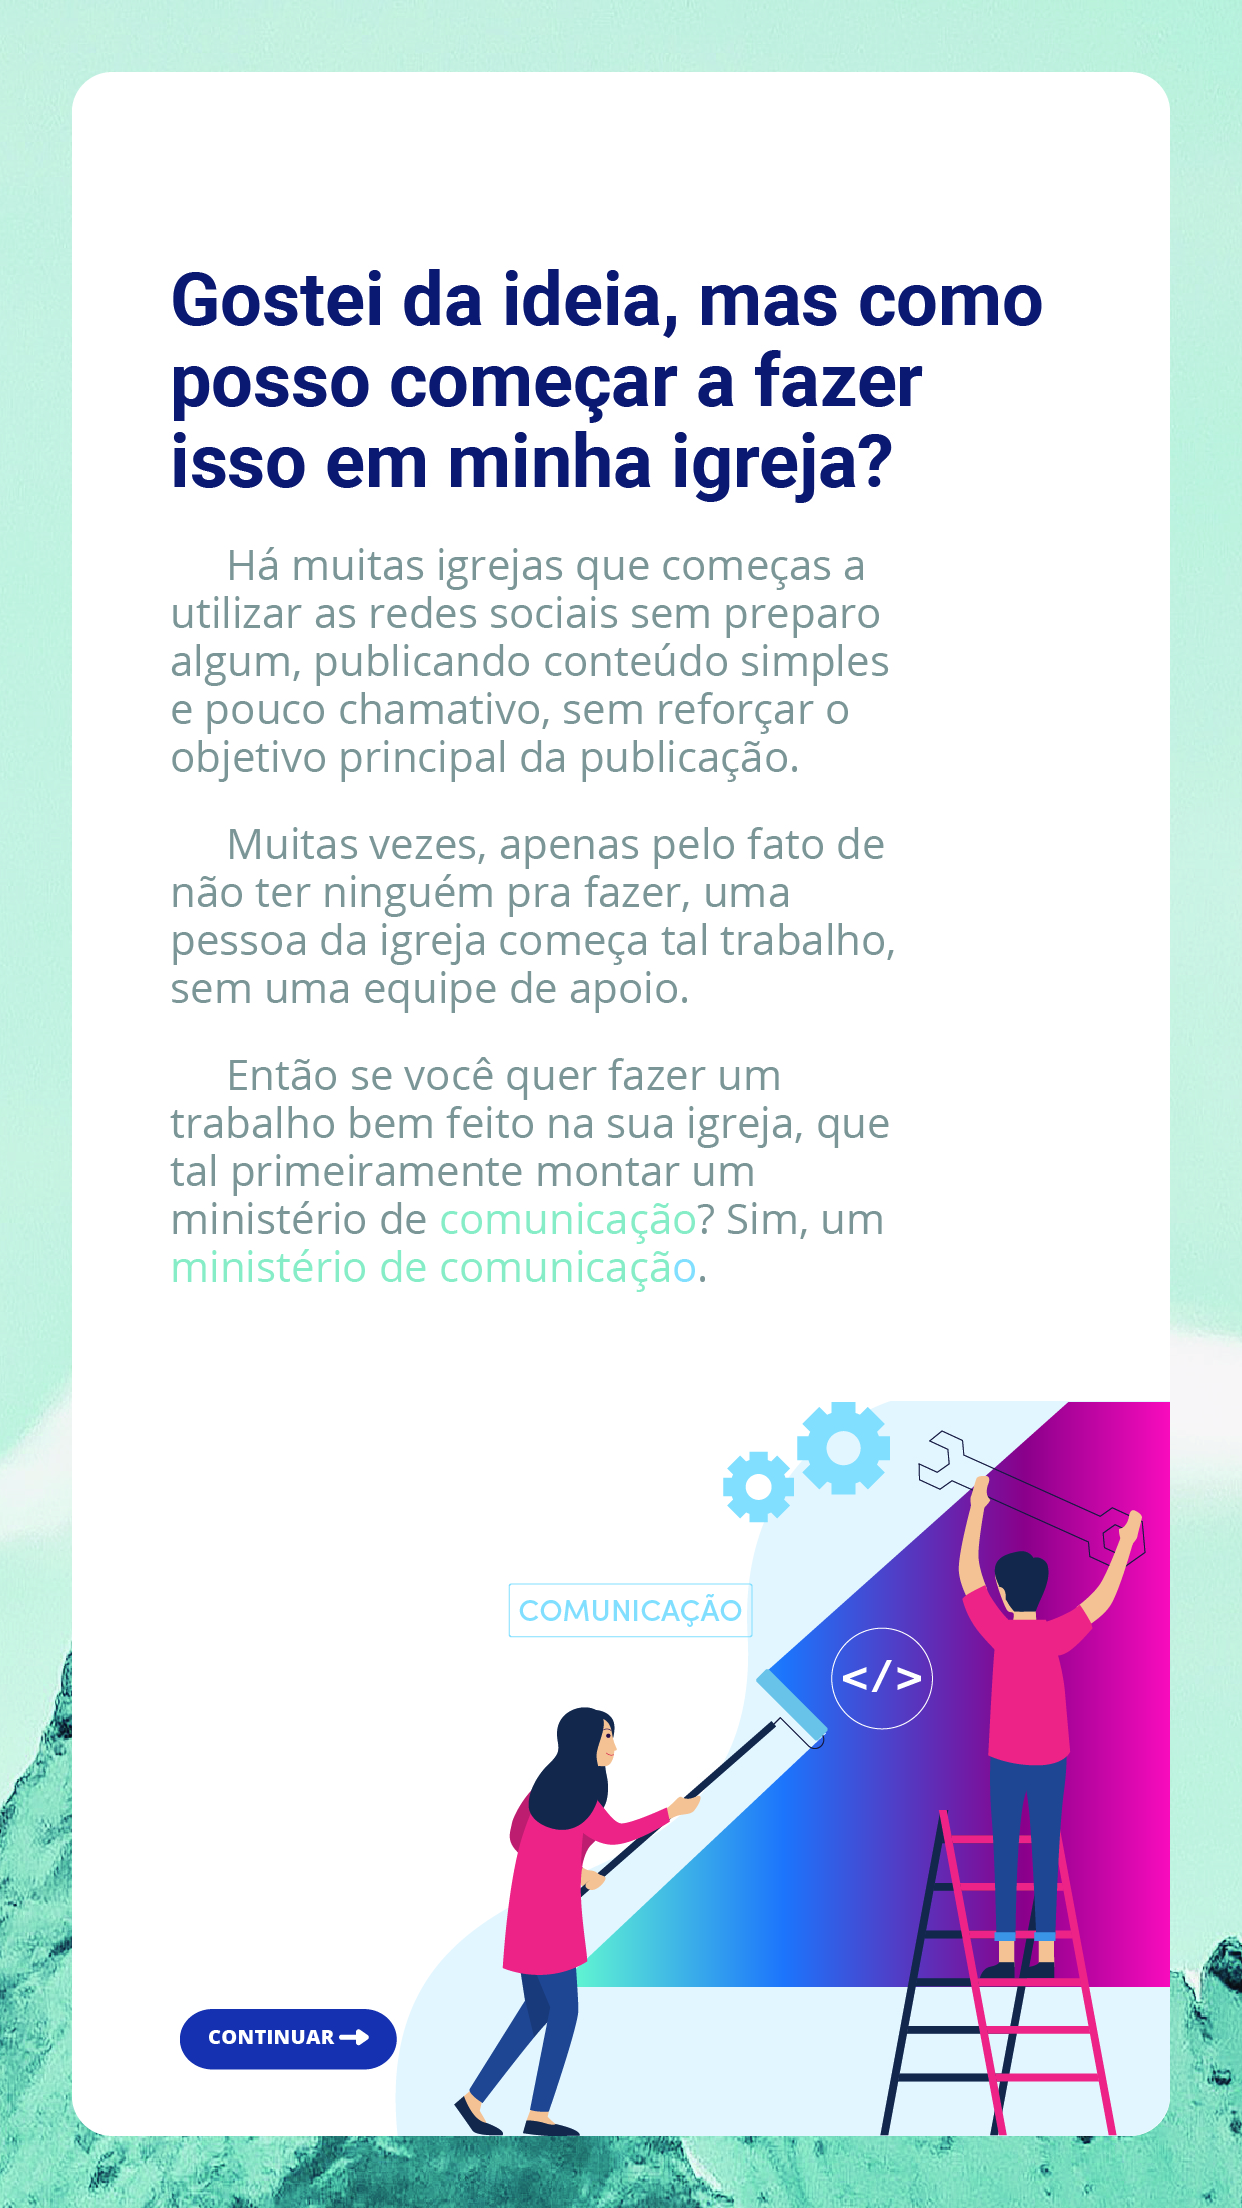 Gostei da ideia, mas como
posso começar a fazer
isso em minha igreja?
Há muitas igrejas que começas a
utilizar as redes sociais sem preparo
algum, publicando conteúdo simples
e pouco chamativo, sem reforçar o
objetivo principal da publicação.
Muitas vezes, apenas pelo fato de
não ter ninguém pra fazer, uma
pessoa da igreja começa tal trabalho,
sem uma equipe de apoio.
Então se você quer fazer um
trabalho bem feito na sua igreja, que
tal primeiramente montar um
ministério de comunicação? Sim, um
ministério de comunicação.
COMUNICAÇÃO
</>
CONTINUAR